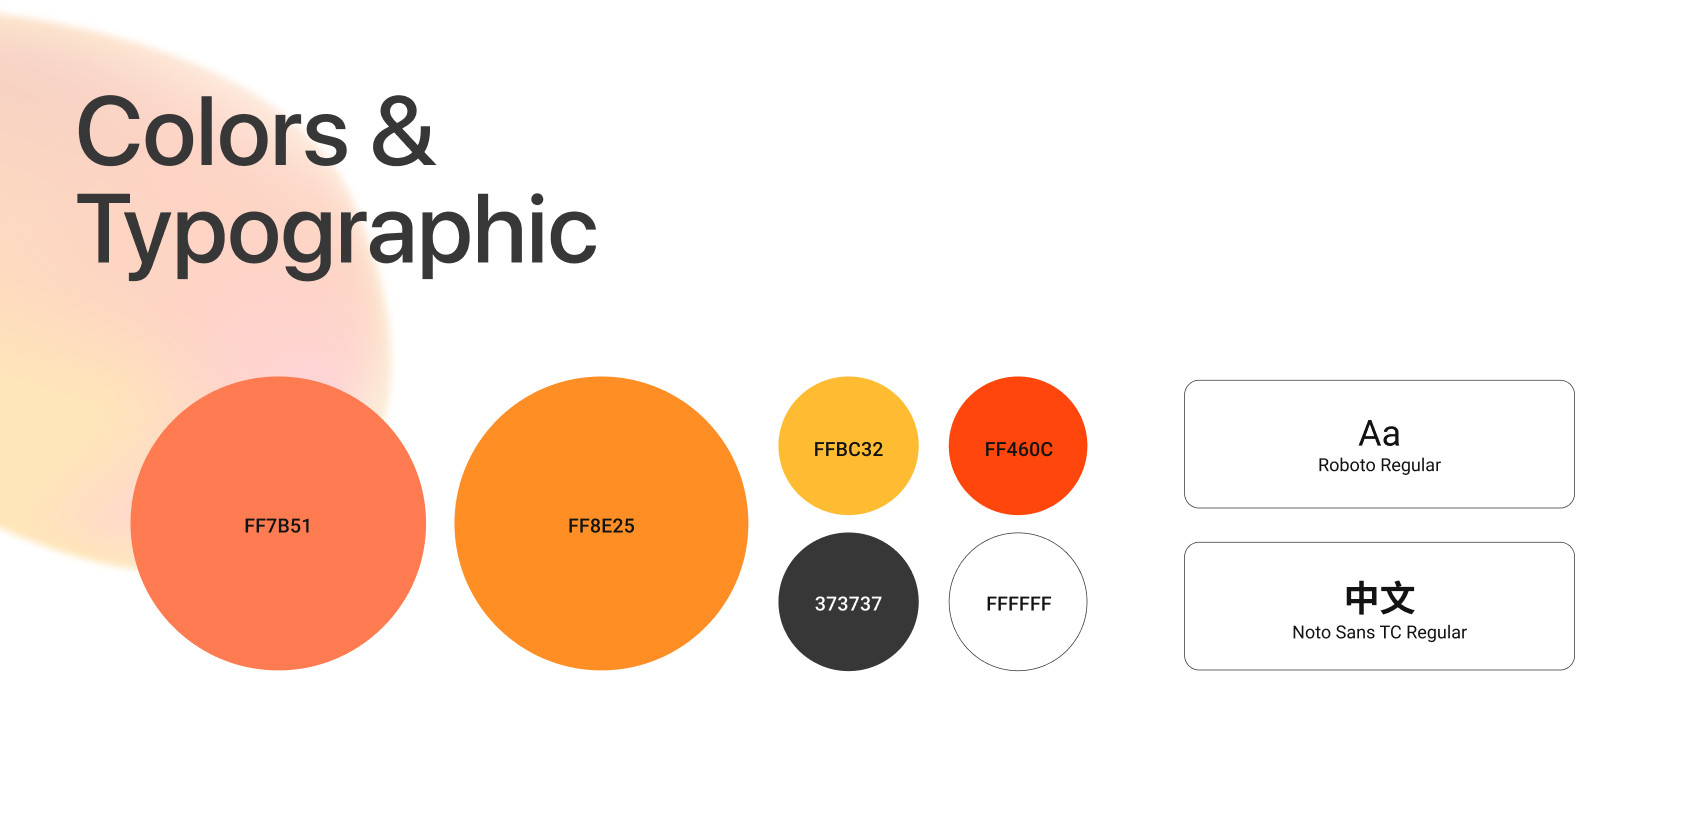 Colors &
Typographic
FF7B51
FF8E25
FFBC32
FF460C
373737
FFFFFF
Aa
Roboto Regular
中文
Noto Sans TC Regular